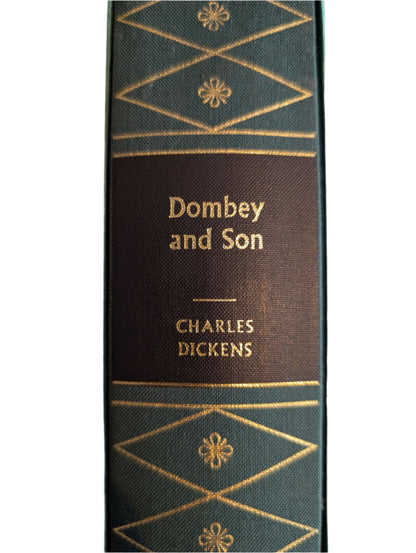 Dombey
and Son
CHARLES
DICKENS